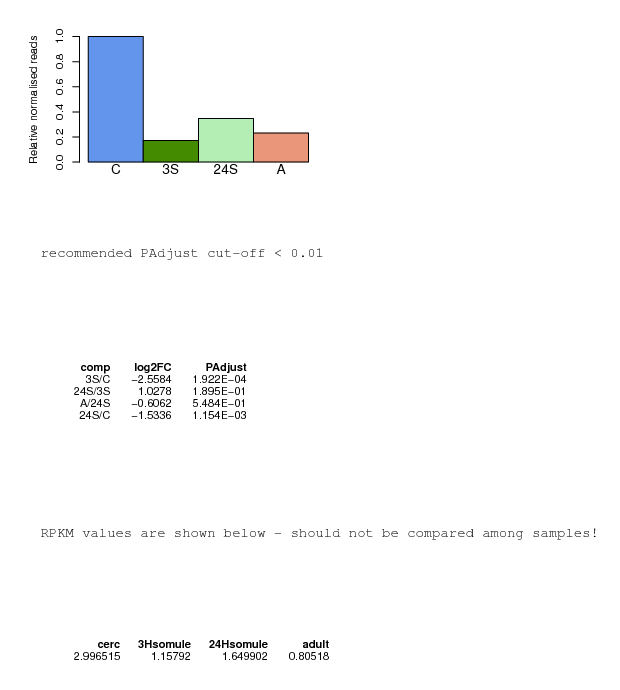 Relative normalised reads
1.0
0.8
0.6
0.4
0.2
0.0
C 3S 24S A
recommended PAdjust cut-off < 0.01
comp log2FC PAdjust
3S/C −2.5584 1.922E−04
24S/3S 1.0278 1.895E−01
A/24S −0.6062 5.484E−01
24S/C −1.5336 1.154E−03
RPKM values are shown below - should not be compared among samples!
cerc 3Hsomule 24Hsomule adult
2.996515 1.15792 1.649902 0.80518